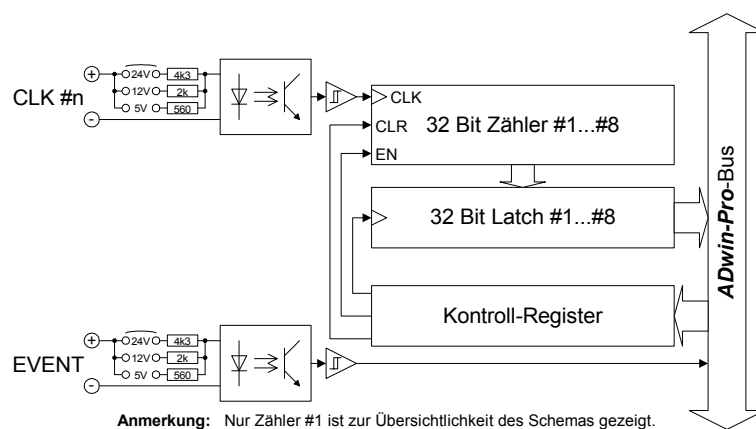 24V
4k3
12V
2k
5V
560
CLK #n
+
-
CLK
CLR
EN
32 Bit Zähler #1...#8
32 Bit Latch #1...#8
Kontroll-Register
ADwin-Pro-Bus
24V
4k3
12V
2k
5V
560
EVENT
+
-
Anmerkung: Nur Zähler #1 ist zur Übersichtlichkeit des Schemas gezeigt.